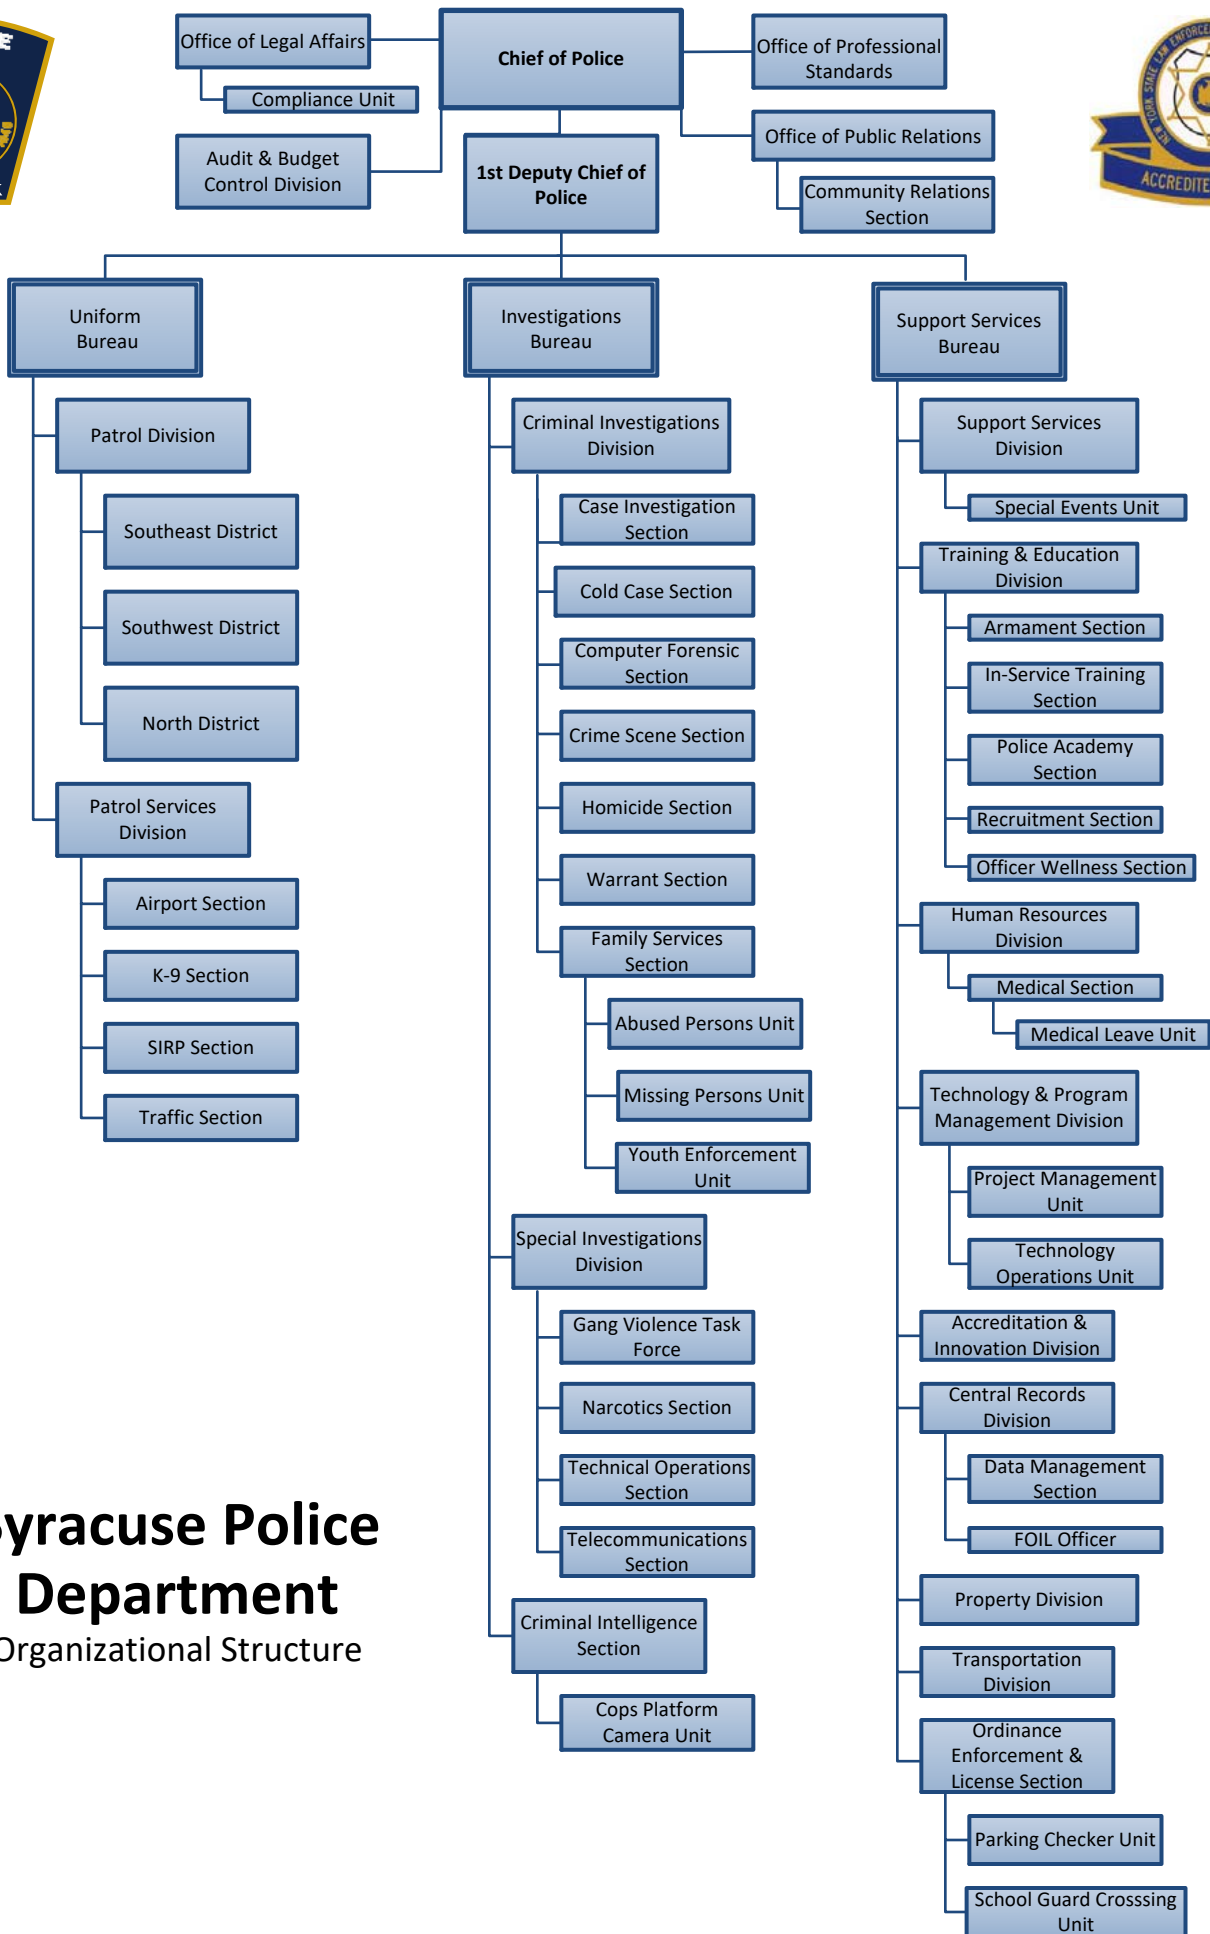 Office of Legal Affairs
Compliance Unit
Audit & Budget
Control Division
Chief of Police
1st Deputy Chief of
Police
Office of Professional
Standards
Office of Public Relations
Community Relations
Section
NEW YORK STATE LAW ENFORCE
ACCREDITE
Uniform
Bureau
Patrol Division
Southeast District
Southwest District
North District
Patrol Services
Division
Airport Section
K-9 Section
SIRP Section
Traffic Section
Investigations
Bureau
Criminal Investigations
Division
Case Investigation
Section
Cold Case Section
Computer Forensic
Section
Crime Scene Section
Homicide Section
Warrant Section
Family Services
Section
Abused Persons Unit
Missing Persons Unit
Youth Enforcement
Unit
Special Investigations
Division
Gang Violence Task
Force
Narcotics Section
Technical Operations
Section
Telecommunications
Section
Criminal Intelligence
Section
Cops Platform
Camera Unit
Support Services
Bureau
Support Services
Division
Special Events Unit
Training & Education
Division
Armament Section
In-Service Training
Section
Police Academy
Section
Recruitment Section
Officer Wellness Section
Human Resources
Division
Medical Section
Medical Leave Unit
Technology & Program
Management Division
Project Management
Unit
Technology
Operations Unit
Accreditation &
Innovation Division
Central Records
Division
Data Management
Section
FOIL Officer
Property Division
Transportation
Division
Ordinance
Enforcement &
License Section
Parking Checker Unit
School Guard Crosssing
Unit
Syracuse Police
Department
Organizational Structure